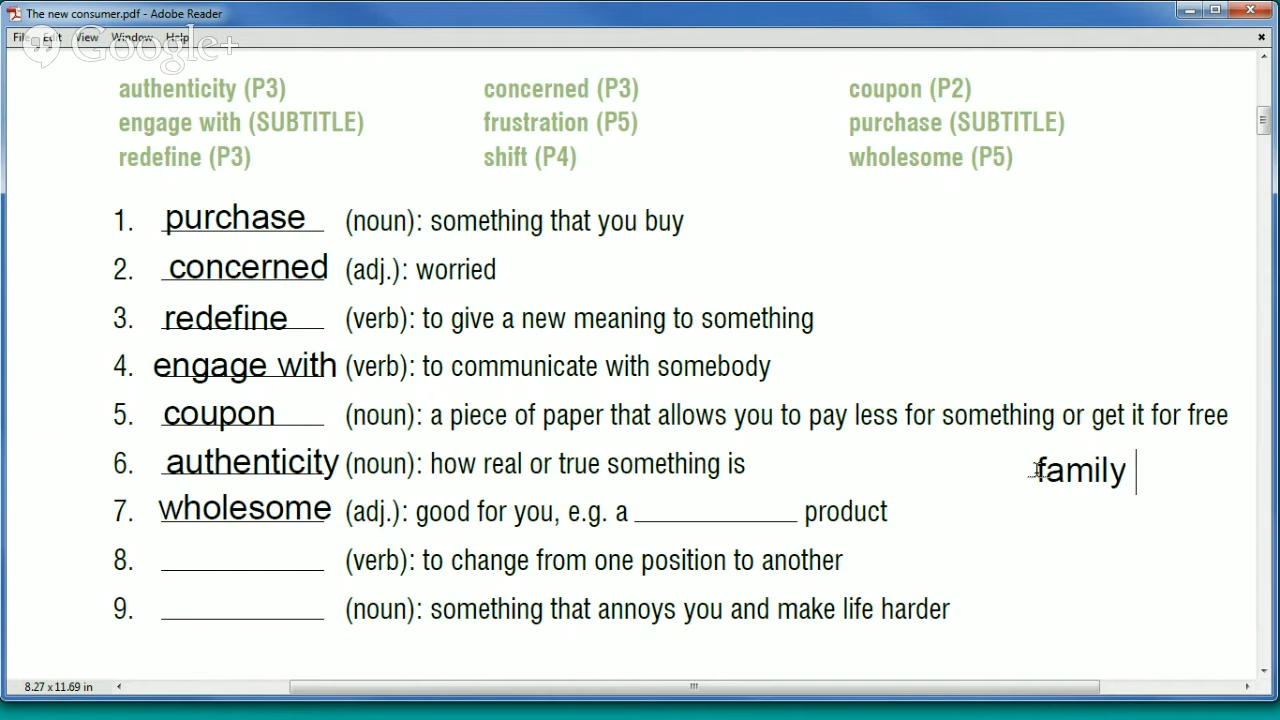 The new consumer.pdf - Adobe Reader
File Edit View Window Help
Google+
authenticity (P3) concerned (P3) coupon (P2)
engage with (SUBTITLE) frustration (P5) purchase (SUBTITLE)
redefine (P3) shift (P4) wholesome (P5)
1. purchase (noun): something that you buy
2. concerned (adj.): worried
3. redefine (verb): to give a new meaning to something
4. engage with (verb): to communicate with somebody
5. coupon (noun): a piece of paper that allows you to pay less for something or get it for free
6. authenticity (noun): how real or true something is
family
7. wholesome (adj.): good for you, e.g. a ____________ product
8. ____________ (verb): to change from one position to another
9. ____________ (noun): something that annoys you and make life harder
8.27 x 11.69 in